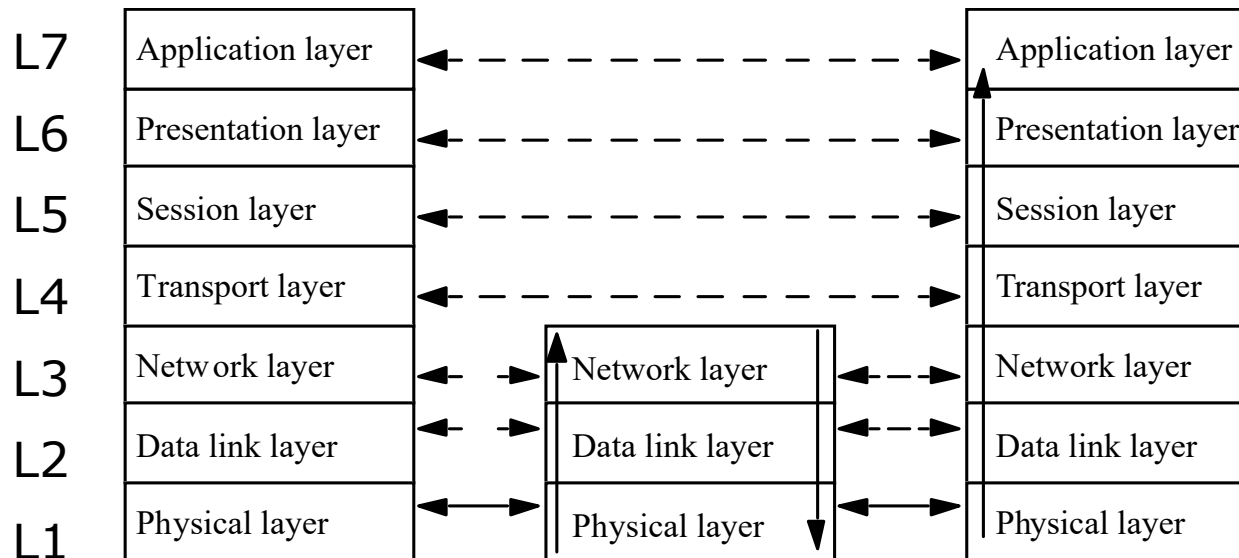 L7 Application layer Application layer
L6 Presentation layer Presentation layer
L5 Session layer Session layer
L4 Transport layer Transport layer
L3 Network layer Network layer Network layer
L2 Data link layer Data link layer Data link layer
L1 Physical layer Physical layer Physical layer